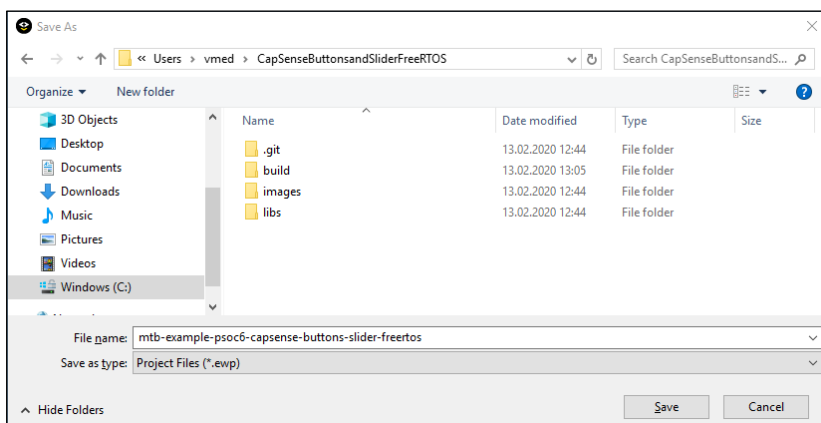 Save As
« Users › vmed › CapSenseButtonsandSliderFreeRTOS
Search CapSenseButtonsandS...
Organize New folder
3D Objects
Desktop
Documents
Downloads
Music
Pictures
Videos
Windows (C:)
Name Date modified Type Size
.git 13.02.2020 12:44 File folder
build 13.02.2020 13:05 File folder
images 13.02.2020 12:44 File folder
libs 13.02.2020 12:44 File folder
File name: mtb-example-psoc6-capsense-buttons-slider-freertos
Save as type: Project Files (*.ewp)
Hide Folders Save Cancel